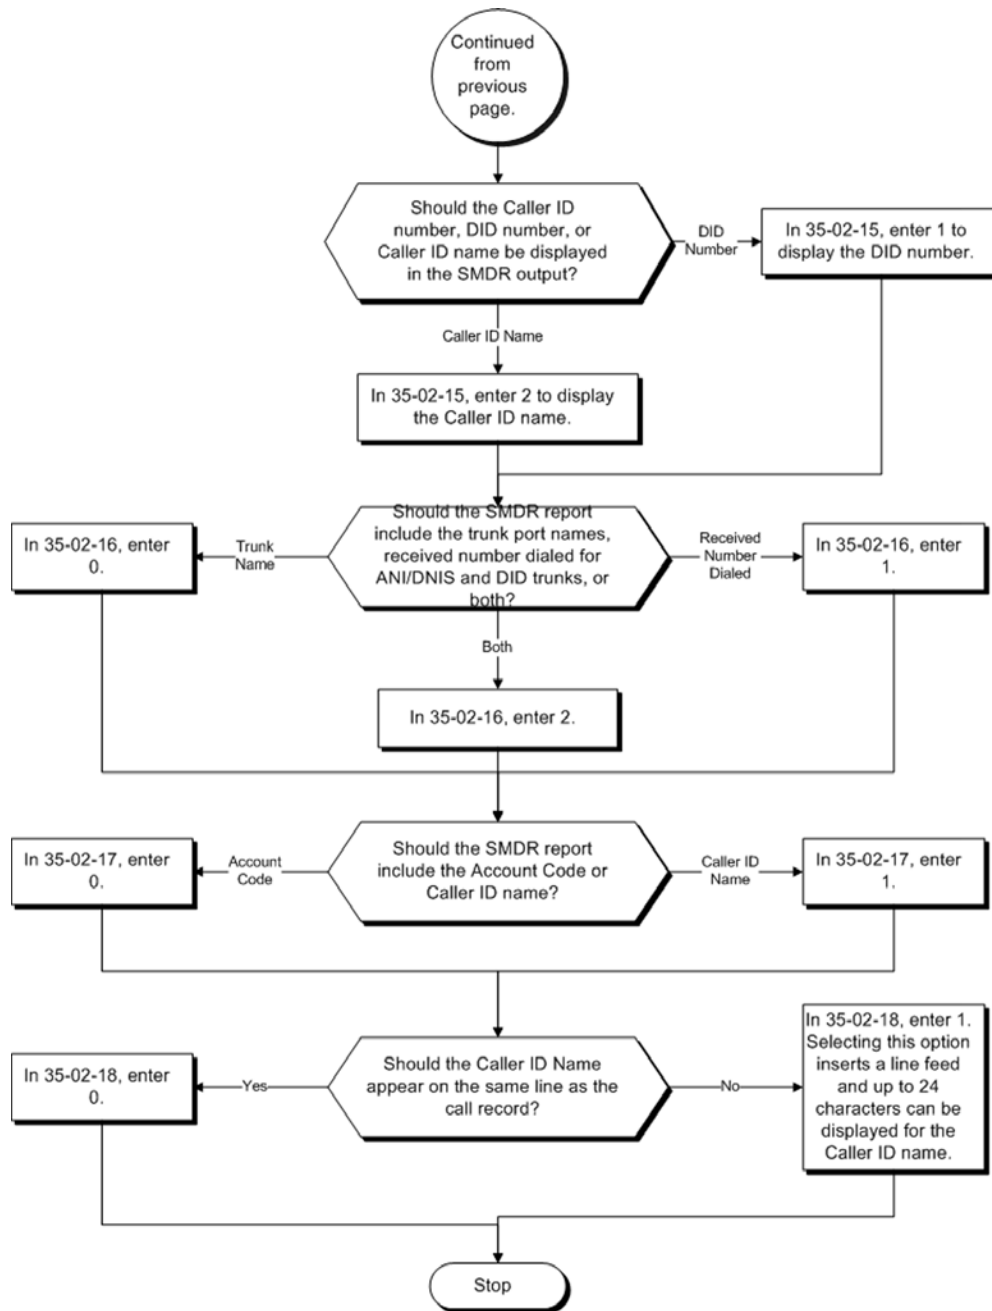 Continued
from
previous
page.
Should the Caller ID
number, DID number, or
Caller ID name be displayed
in the SMDR output?
DID
Number
In 35-02-15, enter 1 to
display the DID number.
Caller ID Name
In 35-02-15, enter 2 to display
the Caller ID name.
Should the SMDR report
include the trunk port names,
received number dialed for
ANI/DNIS and DID trunks, or
both?
Trunk
Name
In 35-02-16, enter
0.
Received
Number
Dialed
In 35-02-16, enter
1.
Both
In 35-02-16, enter 2.
Should the SMDR report
include the Account Code or
Caller ID name?
Account
Code
In 35-02-17, enter
0.
Caller ID
Name
In 35-02-17, enter
1.
Should the Caller ID Name
appear on the same line as the
call record?
Yes
In 35-02-18, enter
0.
No
In 35-02-18, enter 1.
Selecting this option
inserts a line feed
and up to 24
characters can be
displayed for the
Caller ID name.
Stop